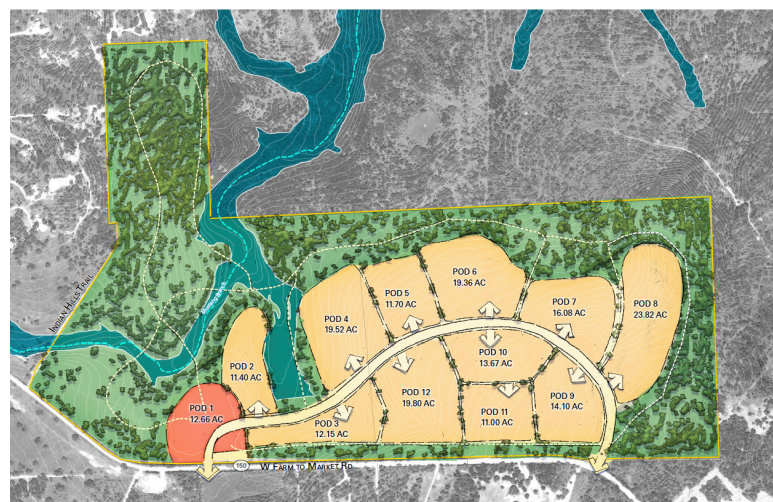 INDIAN HILLS TRAIL
POD 6
19.36 AC
POD 5
11.70 AC
POD 7
16.08 AC
POD 8
23.82 AC
POD 4
19.52 AC
POD 10
13.67 AC
POD 2
11.40 AC
POD 12
19.80 AC
POD 9
14.10 AC
POD 1
12.66 AC
POD 11
11.00 AC
POD 3
12.15 AC
150 W FARM TO MARKET RD